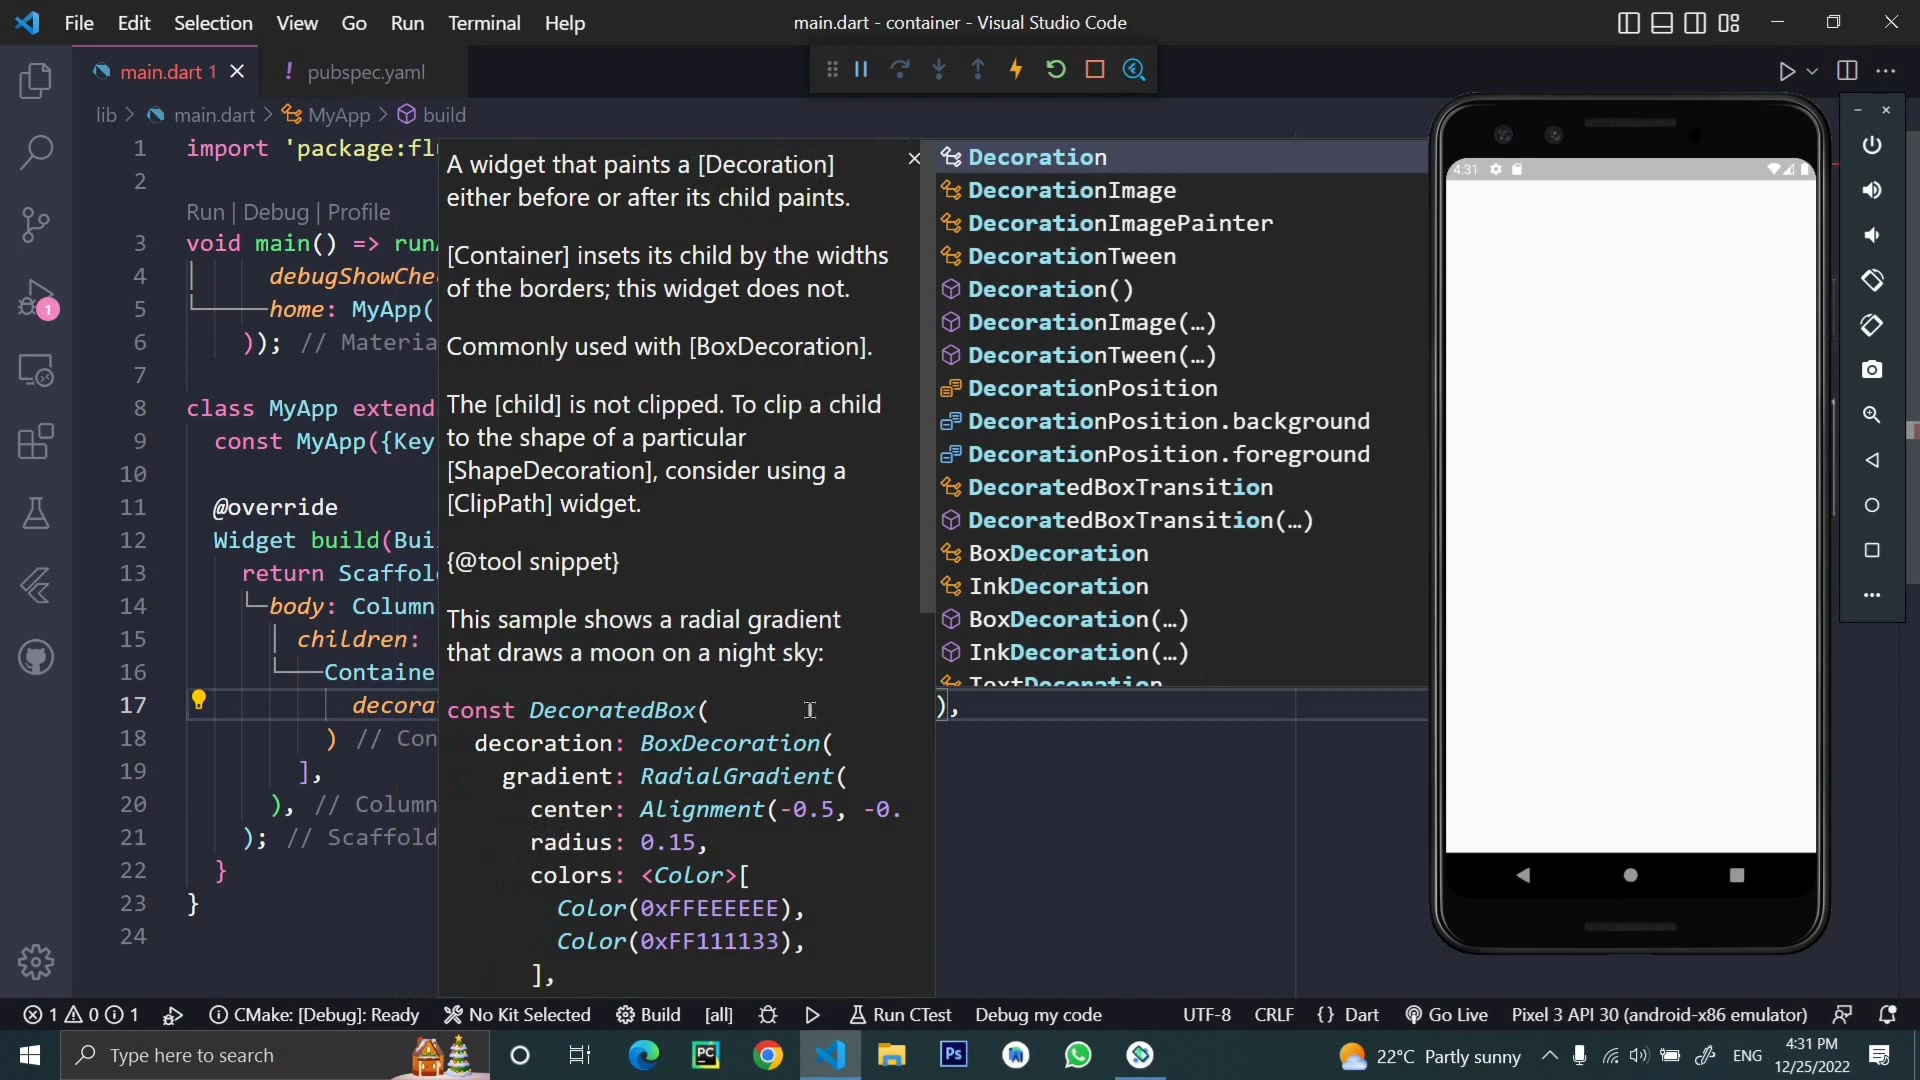 File Edit Selection View Go Run Terminal Help
main.dart - container - Visual Studio Code
main.dart 1
! pubspec.yaml
lib > main.dart > MyApp > build
1 import 'package:fl
2
Run | Debug | Profile
3 void main() => run
4 debugShowChe
5 home: MyApp(
6 )); // Materia
7
8 class MyApp extend
9 const MyApp({Key
10
11 @override
12 Widget build(Bui
13 return Scaffold
14 body: Column
15 children:
16 Containe
17 decora
),
18 ) // Con
19 ],
20 ), // Column
21 ); // Scaffold
22 }
23 }
24
A widget that paints a [Decoration]
either before or after its child paints.
[Container] insets its child by the widths
of the borders; this widget does not.
Commonly used with [BoxDecoration].
The [child] is not clipped. To clip a child
to the shape of a particular
[ShapeDecoration], consider using a
[ClipPath] widget.
{@tool snippet}
This sample shows a radial gradient
that draws a moon on a night sky:
const DecoratedBox(
decoration: BoxDecoration(
gradient: RadialGradient(
center: Alignment(-0.5, -0.
radius: 0.15,
colors: <Color>[
Color(0xFFEEEEEE),
Color(0xFF111133),
],
Decoration
DecorationImage
DecorationImagePainter
DecorationTween
Decoration()
DecorationImage(…)
DecorationTween(…)
DecorationPosition
DecorationPosition.background
DecorationPosition.foreground
DecoratedBoxTransition
DecoratedBoxTransition(…)
BoxDecoration
InkDecoration
BoxDecoration(…)
InkDecoration(…)
TextDecoration
4:31
1
1 0 1 CMake: [Debug]: Ready No Kit Selected Build [all] Run CTest Debug my code UTF-8 CRLF {} Dart Go Live Pixel 3 API 30 (android-x86 emulator)
Type here to search
PC
Ps
22°C Partly sunny
ENG
4:31 PM
12/25/2022